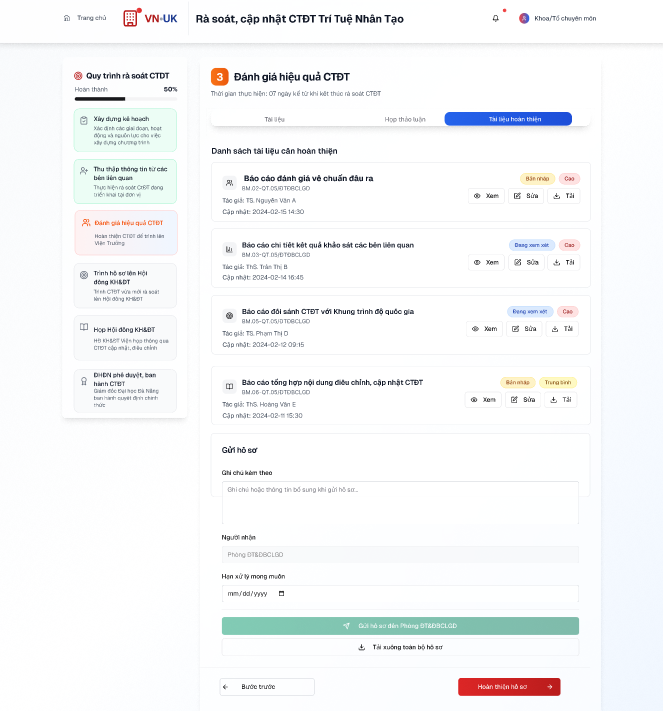 Trang chủ
VN-UK
Rà soát, cập nhật CTĐT Trí Tuệ Nhân Tạo
Khoa/Tổ chuyên môn
Quy trình rà soát CTDT
Hoàn thành 50%
Xây dựng kế hoạch
Xác định các giai đoạn, hoạt
động và nguồn lực cho việc
xây dựng chương trình
Thu thập thông tin từ các
bên liên quan
Thực hiện rà soát CtĐT đang
triển khai tại đơn vị
Đánh giá hiệu quả CTĐT
Hoàn thiện CTĐT để trình lên
Viện Trưởng
Trình hồ sơ lên Hội
đồng KH&ĐT
Trình CTĐT vừa mới rà soát
lên Hội đồng KH&ĐT
Họp Hội đồng KH&ĐT
HĐ KH&ĐT Viện họp thông qua
CTĐT cập nhật, điều chỉnh
ĐHĐN phê duyệt, ban
hành CTĐT
Giám đốc Đại học Đà Nẵng
ban hành quyết định chính
thức
3 Đánh giá hiệu quả CTĐT
Thời gian thực hiện: 07 ngày kể từ khi kết thúc rà soát CTĐT
Tài liệu Họp thảo luận Tài liệu hoàn thiện
Danh sách tài liệu cần hoàn thiện
Báo cáo đánh giá về chuẩn đầu ra
BM.02-QT.05/ĐTĐBCLGD
Tác giả: TS. Nguyễn Văn A
Cập nhật: 2024-02-15 14:30
Bản nháp Cao
Xem Sửa Tải
Báo cáo chi tiết kết quả khảo sát các bên liên quan
BM.03-QT.05/ĐTĐBCLGD
Tác giả: ThS. Trần Thị B
Cập nhật: 2024-02-14 16:45
Đang xem xét Cao
Xem Sửa Tải
Báo cáo đối sánh CTĐT với Khung trình độ quốc gia
BM.05-QT.05/ĐTĐBCLGD
Tác giả: TS. Phạm Thị D
Cập nhật: 2024-02-12 09:15
Đang xem xét Cao
Xem Sửa Tải
Báo cáo tổng hợp nội dung điều chỉnh, cập nhật CTĐT
BM.06-QT.05/ĐTĐBCLGD
Tác giả: ThS. Hoàng Văn E
Cập nhật: 2024-02-11 15:30
Bản nháp Trung bình
Xem Sửa Tải
Gửi hồ sơ
Ghi chú kèm theo
Ghi chú hoặc thông tin bổ sung khi gửi hồ sơ...
Người nhận
Phòng ĐT&ĐBCLGD
Hạn xử lý mong muốn
mm/dd/yyyy
Gửi hồ sơ đến Phòng ĐT&ĐBCLGD
Tải xuống toàn bộ hồ sơ
Bước trước
Hoàn thiện hồ sơ